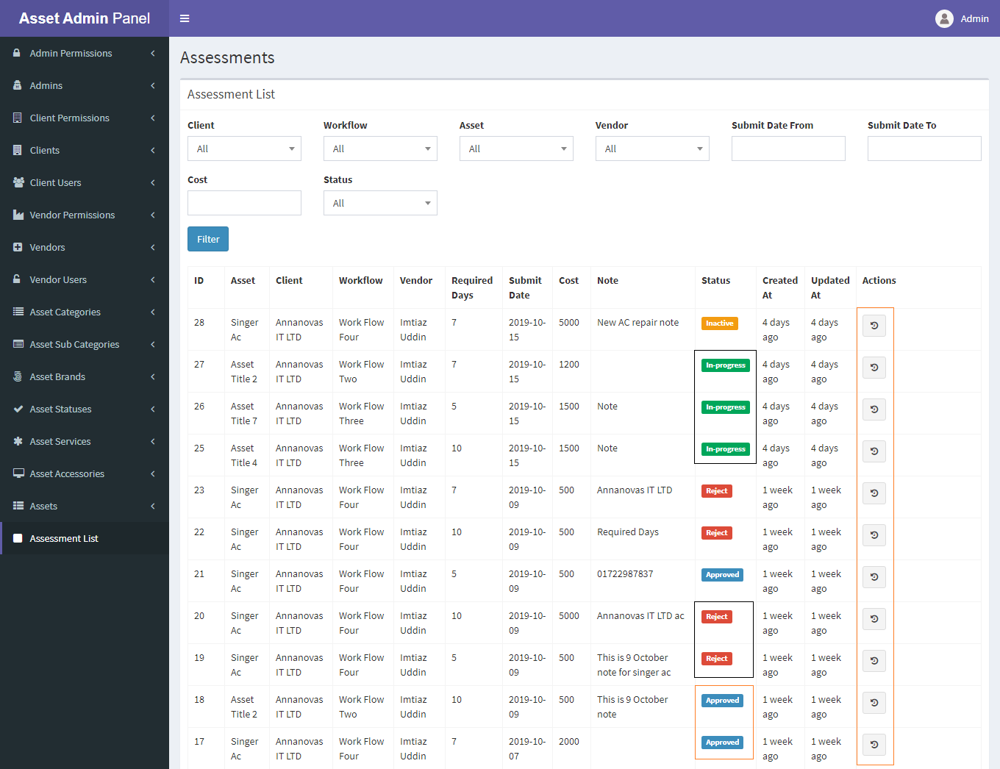 Asset Admin Panel
Admin
Admin Permissions
Admins
Client Permissions
Clients
Client Users
Vendor Permissions
Vendors
Vendor Users
Asset Categories
Asset Sub Categories
Asset Brands
Asset Statuses
Asset Services
Asset Accessories
Assets
Assessment List
Assessments
Assessment List
Client Workflow Asset Vendor Submit Date From Submit Date To
All All All All
Cost Status
All
Filter
ID Asset Client Workflow Vendor Required Submit Cost Note Status Created Updated Actions
Days Date At At
28 Singer Annanovas Work Flow Imtiaz 7 2019-10- 5000 New AC repair note Inactive 4 days 4 days
Ac IT LTD Four Uddin 15 ago ago
27 Asset Annanovas Work Flow Imtiaz 7 2019-10- 1200 In-progress 4 days 4 days
Title 2 IT LTD Two Uddin 15 ago ago
26 Asset Annanovas Work Flow Imtiaz 5 2019-10- 1500 Note In-progress 4 days 4 days
Title 7 IT LTD Three Uddin 15 ago ago
25 Asset Annanovas Work Flow Imtiaz 10 2019-10- 1500 Note In-progress 4 days 4 days
Title 4 IT LTD Three Uddin 15 ago ago
23 Singer Annanovas Work Flow Imtiaz 7 2019-10- 500 Annanovas IT LTD Reject 1 week 1 week
Ac IT LTD Four Uddin 09 ago ago
22 Singer Annanovas Work Flow Imtiaz 10 2019-10- 500 Required Days Reject 1 week 1 week
Ac IT LTD Four Uddin 09 ago ago
21 Singer Annanovas Work Flow Imtiaz 5 2019-10- 500 01722987837 Approved 1 week 1 week
Ac IT LTD Four Uddin 09 ago ago
20 Singer Annanovas Work Flow Imtiaz 10 2019-10- 5000 Annanovas IT LTD ac Reject 1 week 1 week
Ac IT LTD Four Uddin 09 ago ago
19 Singer Annanovas Work Flow Imtiaz 5 2019-10- 500 This is 9 October Reject 1 week 1 week
Ac IT LTD Four Uddin 09 note for singer ac ago ago
18 Asset Annanovas Work Flow Imtiaz 10 2019-10- 500 This is 9 October Approved 1 week 1 week
Title 2 IT LTD Two Uddin 09 note ago ago
17 Singer Annanovas Work Flow Imtiaz 7 2019-10- 2000 Approved 1 week 1 week
Ac IT LTD Four Uddin 07 ago ago